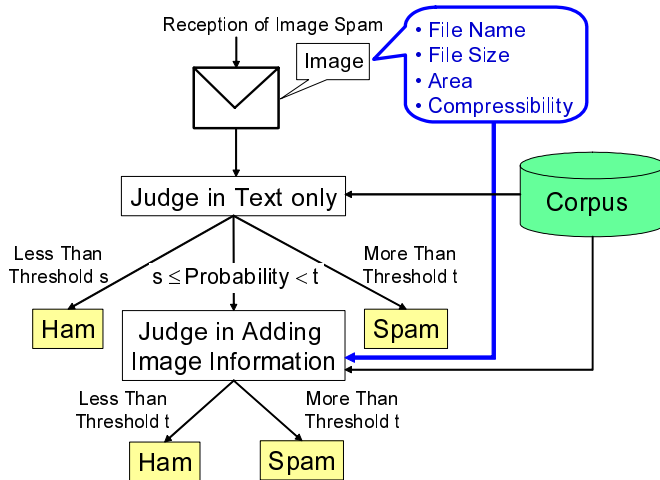 Reception of Image Spam
Image
• File Name
• File Size
• Area
• Compressibility
Judge in Text only
Corpus
Less Than
Threshold s
s ≤ Probability < t
More Than
Threshold t
Ham
Spam
Judge in Adding
Image Information
Less Than
Threshold t
More Than
Threshold t
Ham
Spam